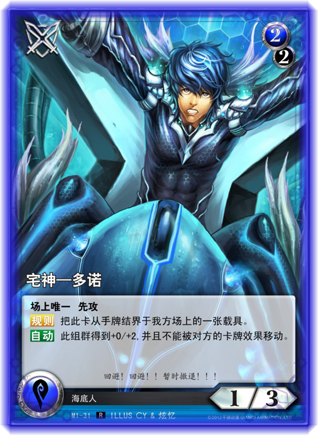 2
2
宅神—多诺
场上唯一 先攻
规则 把此卡从手牌结界于我方场上的一张载具。
自动 此组群得到+0/+2,并且不能被对方的卡牌效果移动。
回避!回避!!暂时撤退!!!
海底人
1 / 3
M1-31 R ILLUS.CY & 炫忆